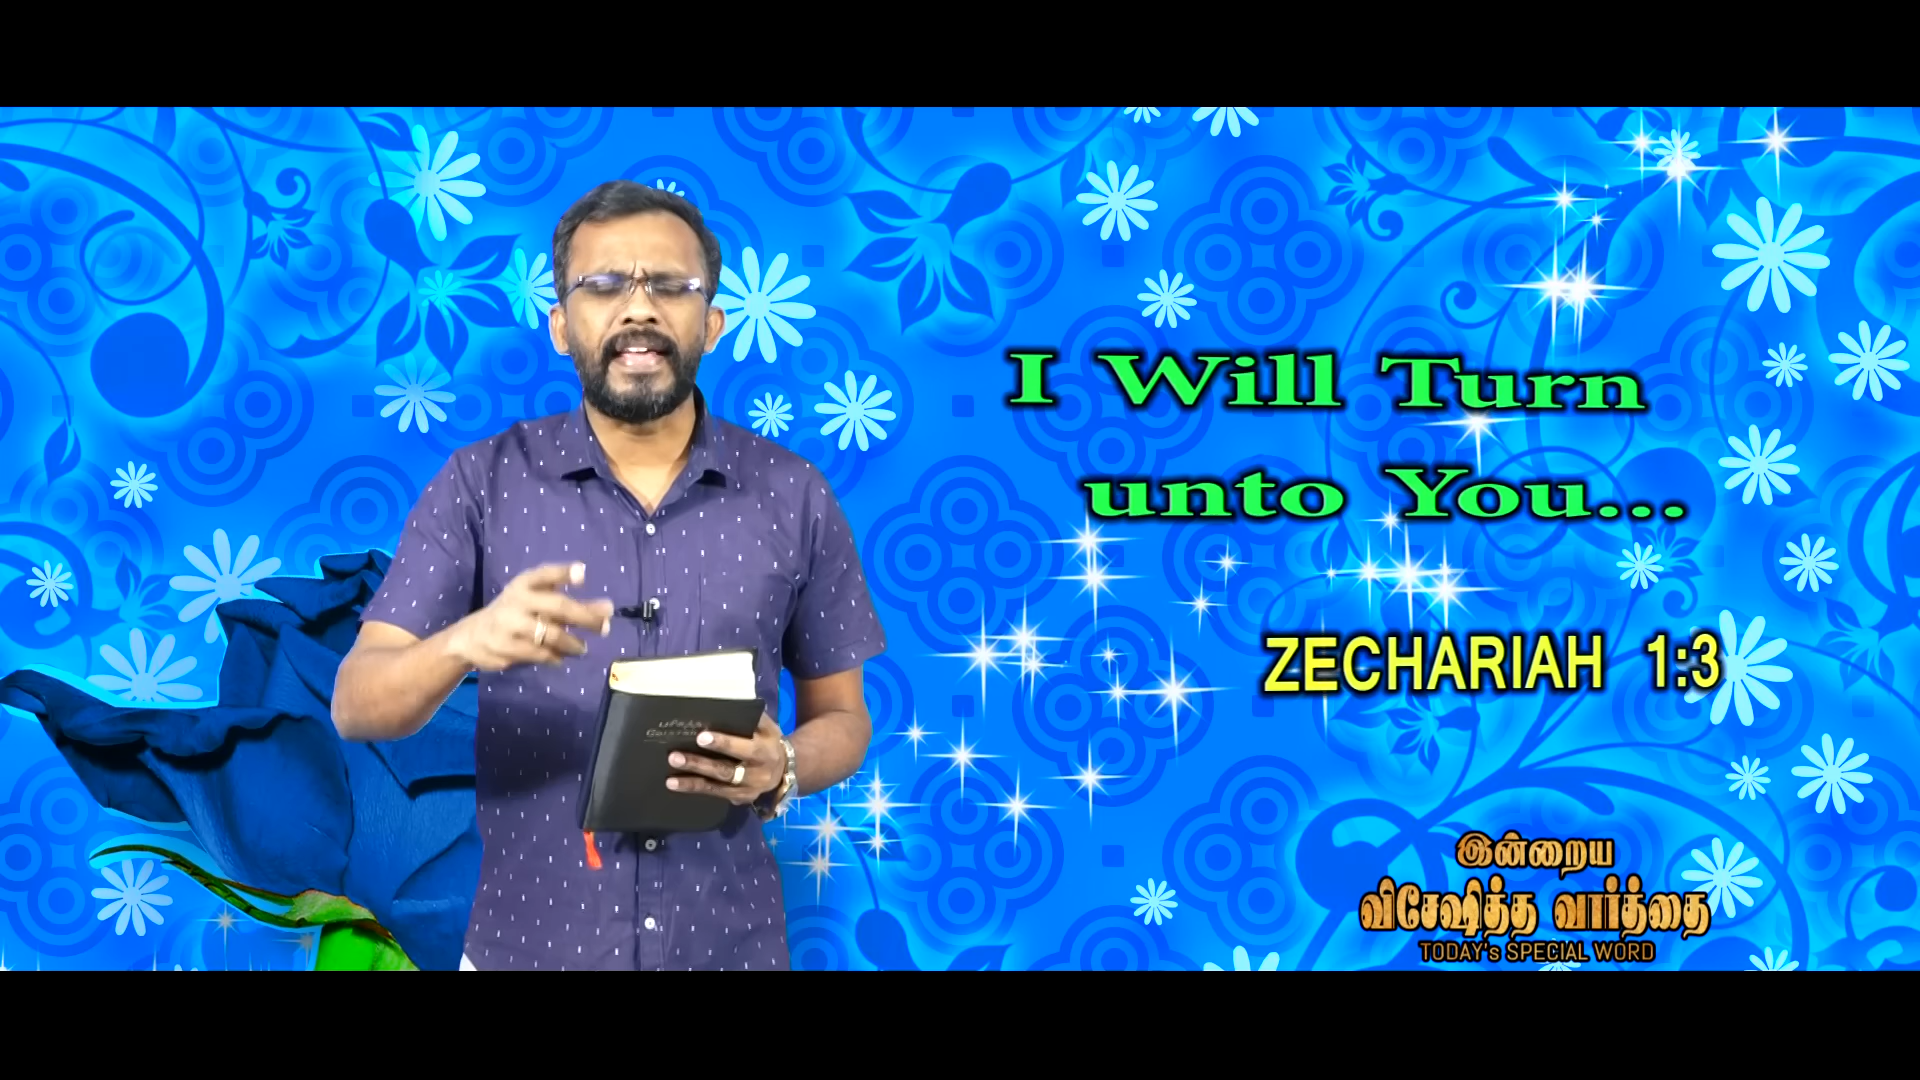 I Will Turn
unto You...
ZECHARIAH 1:3
இன்றைய
விசேஷித்த வார்த்தை
TODAY's SPECIAL WORD